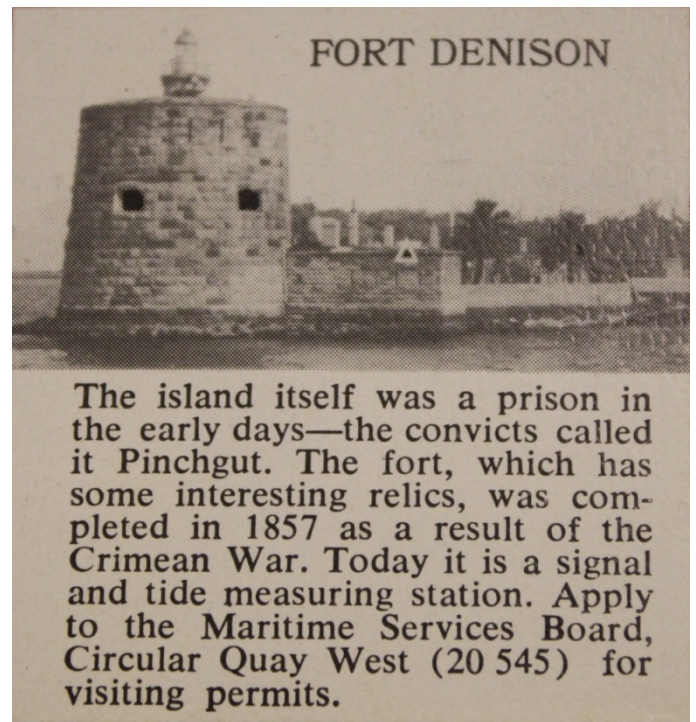 FORT DENISON
The island itself was a prison in
the early days—the convicts called
it Pinchgut. The fort, which has
some interesting relics, was com-
pleted in 1857 as a result of the
Crimean War. Today it is a signal
and tide measuring station. Apply
to the Maritime Services Board,
Circular Quay West (20 545) for
visiting permits.